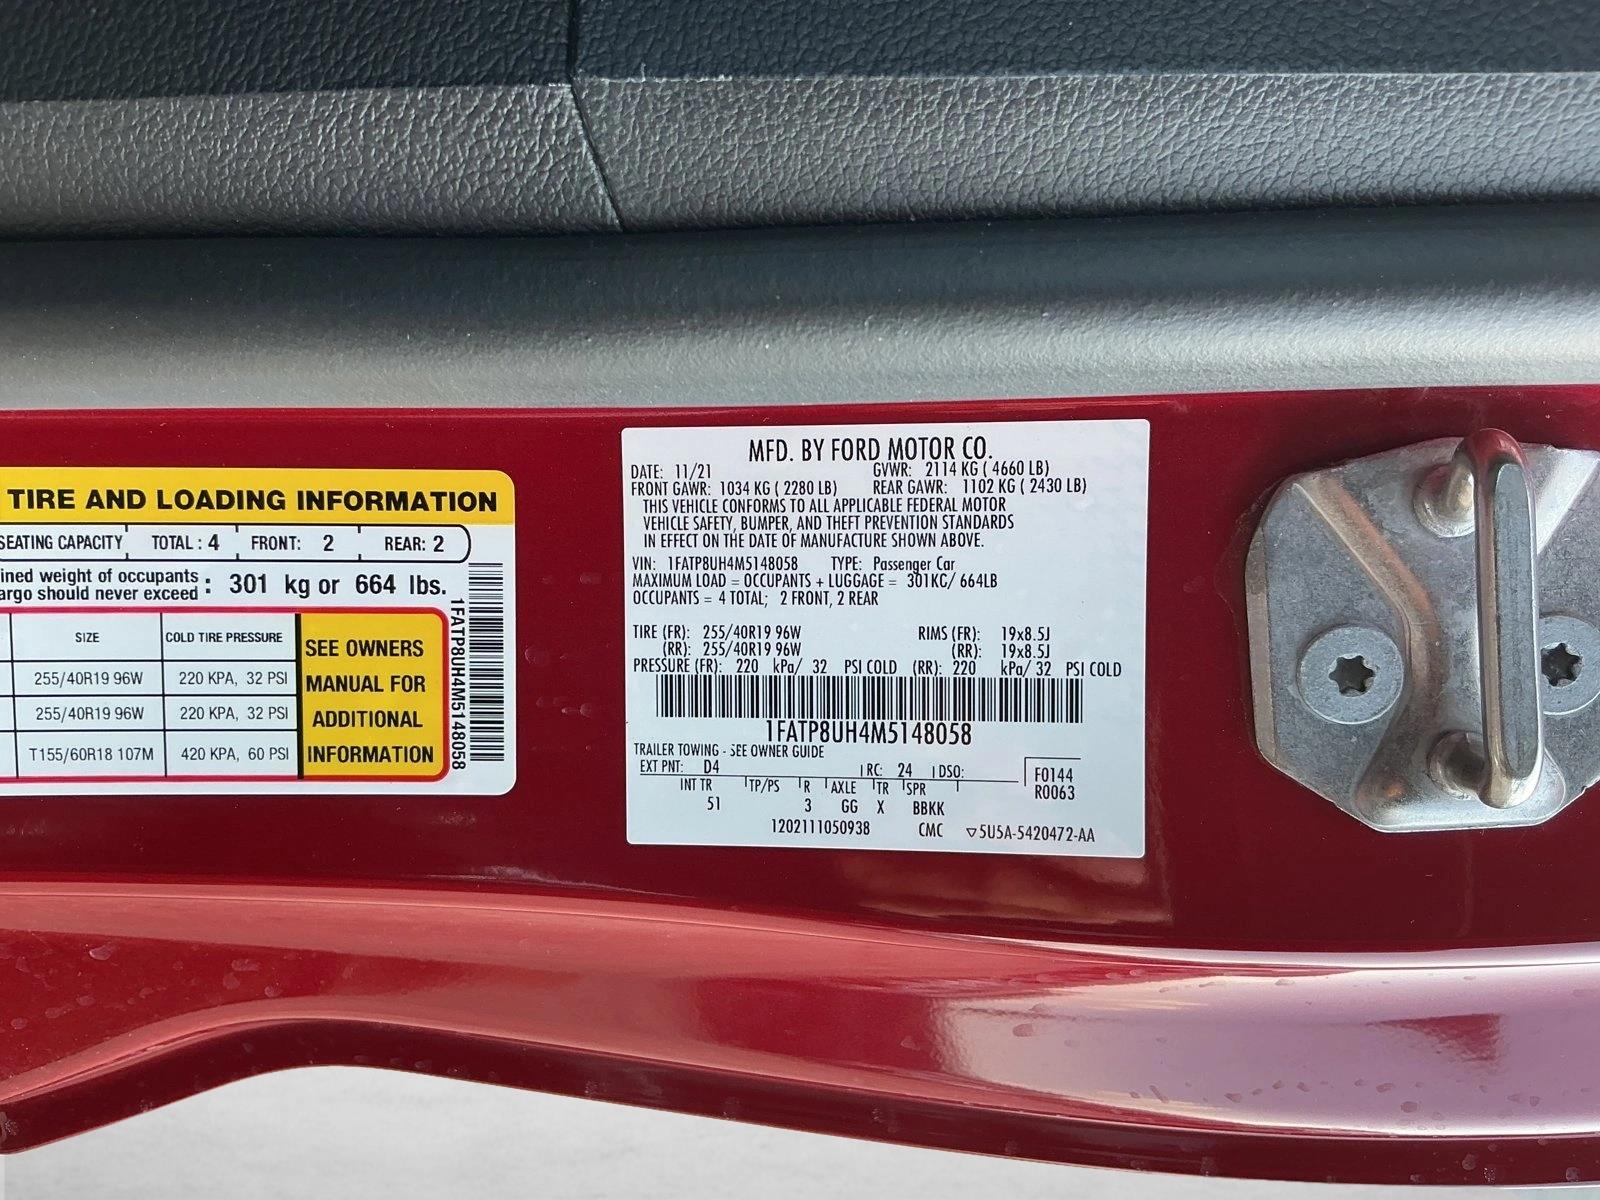 TIRE AND LOADING INFORMATION
SEATING CAPACITY TOTAL: 4 FRONT: 2 REAR: 2
ined weight of occupants
argo should never exceed : 301 kg or 664 lbs.
SIZE COLD TIRE PRESSURE
255/40R19 96W 220 KPA, 32 PSI
255/40R19 96W 220 KPA, 32 PSI
T155/60R18 107M 420 KPA, 60 PSI
SEE OWNERS
MANUAL FOR
ADDITIONAL
INFORMATION
1FATP8UH4M5148058
MFD. BY FORD MOTOR CO.
DATE: 11/21 GVWR: 2114 KG ( 4660 LB)
FRONT GAWR: 1034 KG ( 2280 LB) REAR GAWR: 1102 KG ( 2430 LB)
THIS VEHICLE CONFORMS TO ALL APPLICABLE FEDERAL MOTOR
VEHICLE SAFETY, BUMPER, AND THEFT PREVENTION STANDARDS
IN EFFECT ON THE DATE OF MANUFACTURE SHOWN ABOVE.
VIN: 1FATP8UH4M5148058 TYPE: Passenger Car
MAXIMUM LOAD = OCCUPANTS + LUGGAGE = 301KG/ 664LB
OCCUPANTS = 4 TOTAL; 2 FRONT, 2 REAR
TIRE (FR): 255/40R19 96W RIMS (FR): 19x8.5J
(RR): 255/40R19 96W (RR): 19x8.5J
PRESSURE (FR): 220 kPa/ 32 PSI COLD (RR): 220 kPa/ 32 PSI COLD
1FATP8UH4M5148058
TRAILER TOWING - SEE OWNER GUIDE
EXT PNT: D4 RC: 24 DSO: F0144
R0063
INT TR TP/PS R AXLE TR SPR
51 3 GG X BBKK
1202111050938 CMC ▽5U5A-5420472-AA